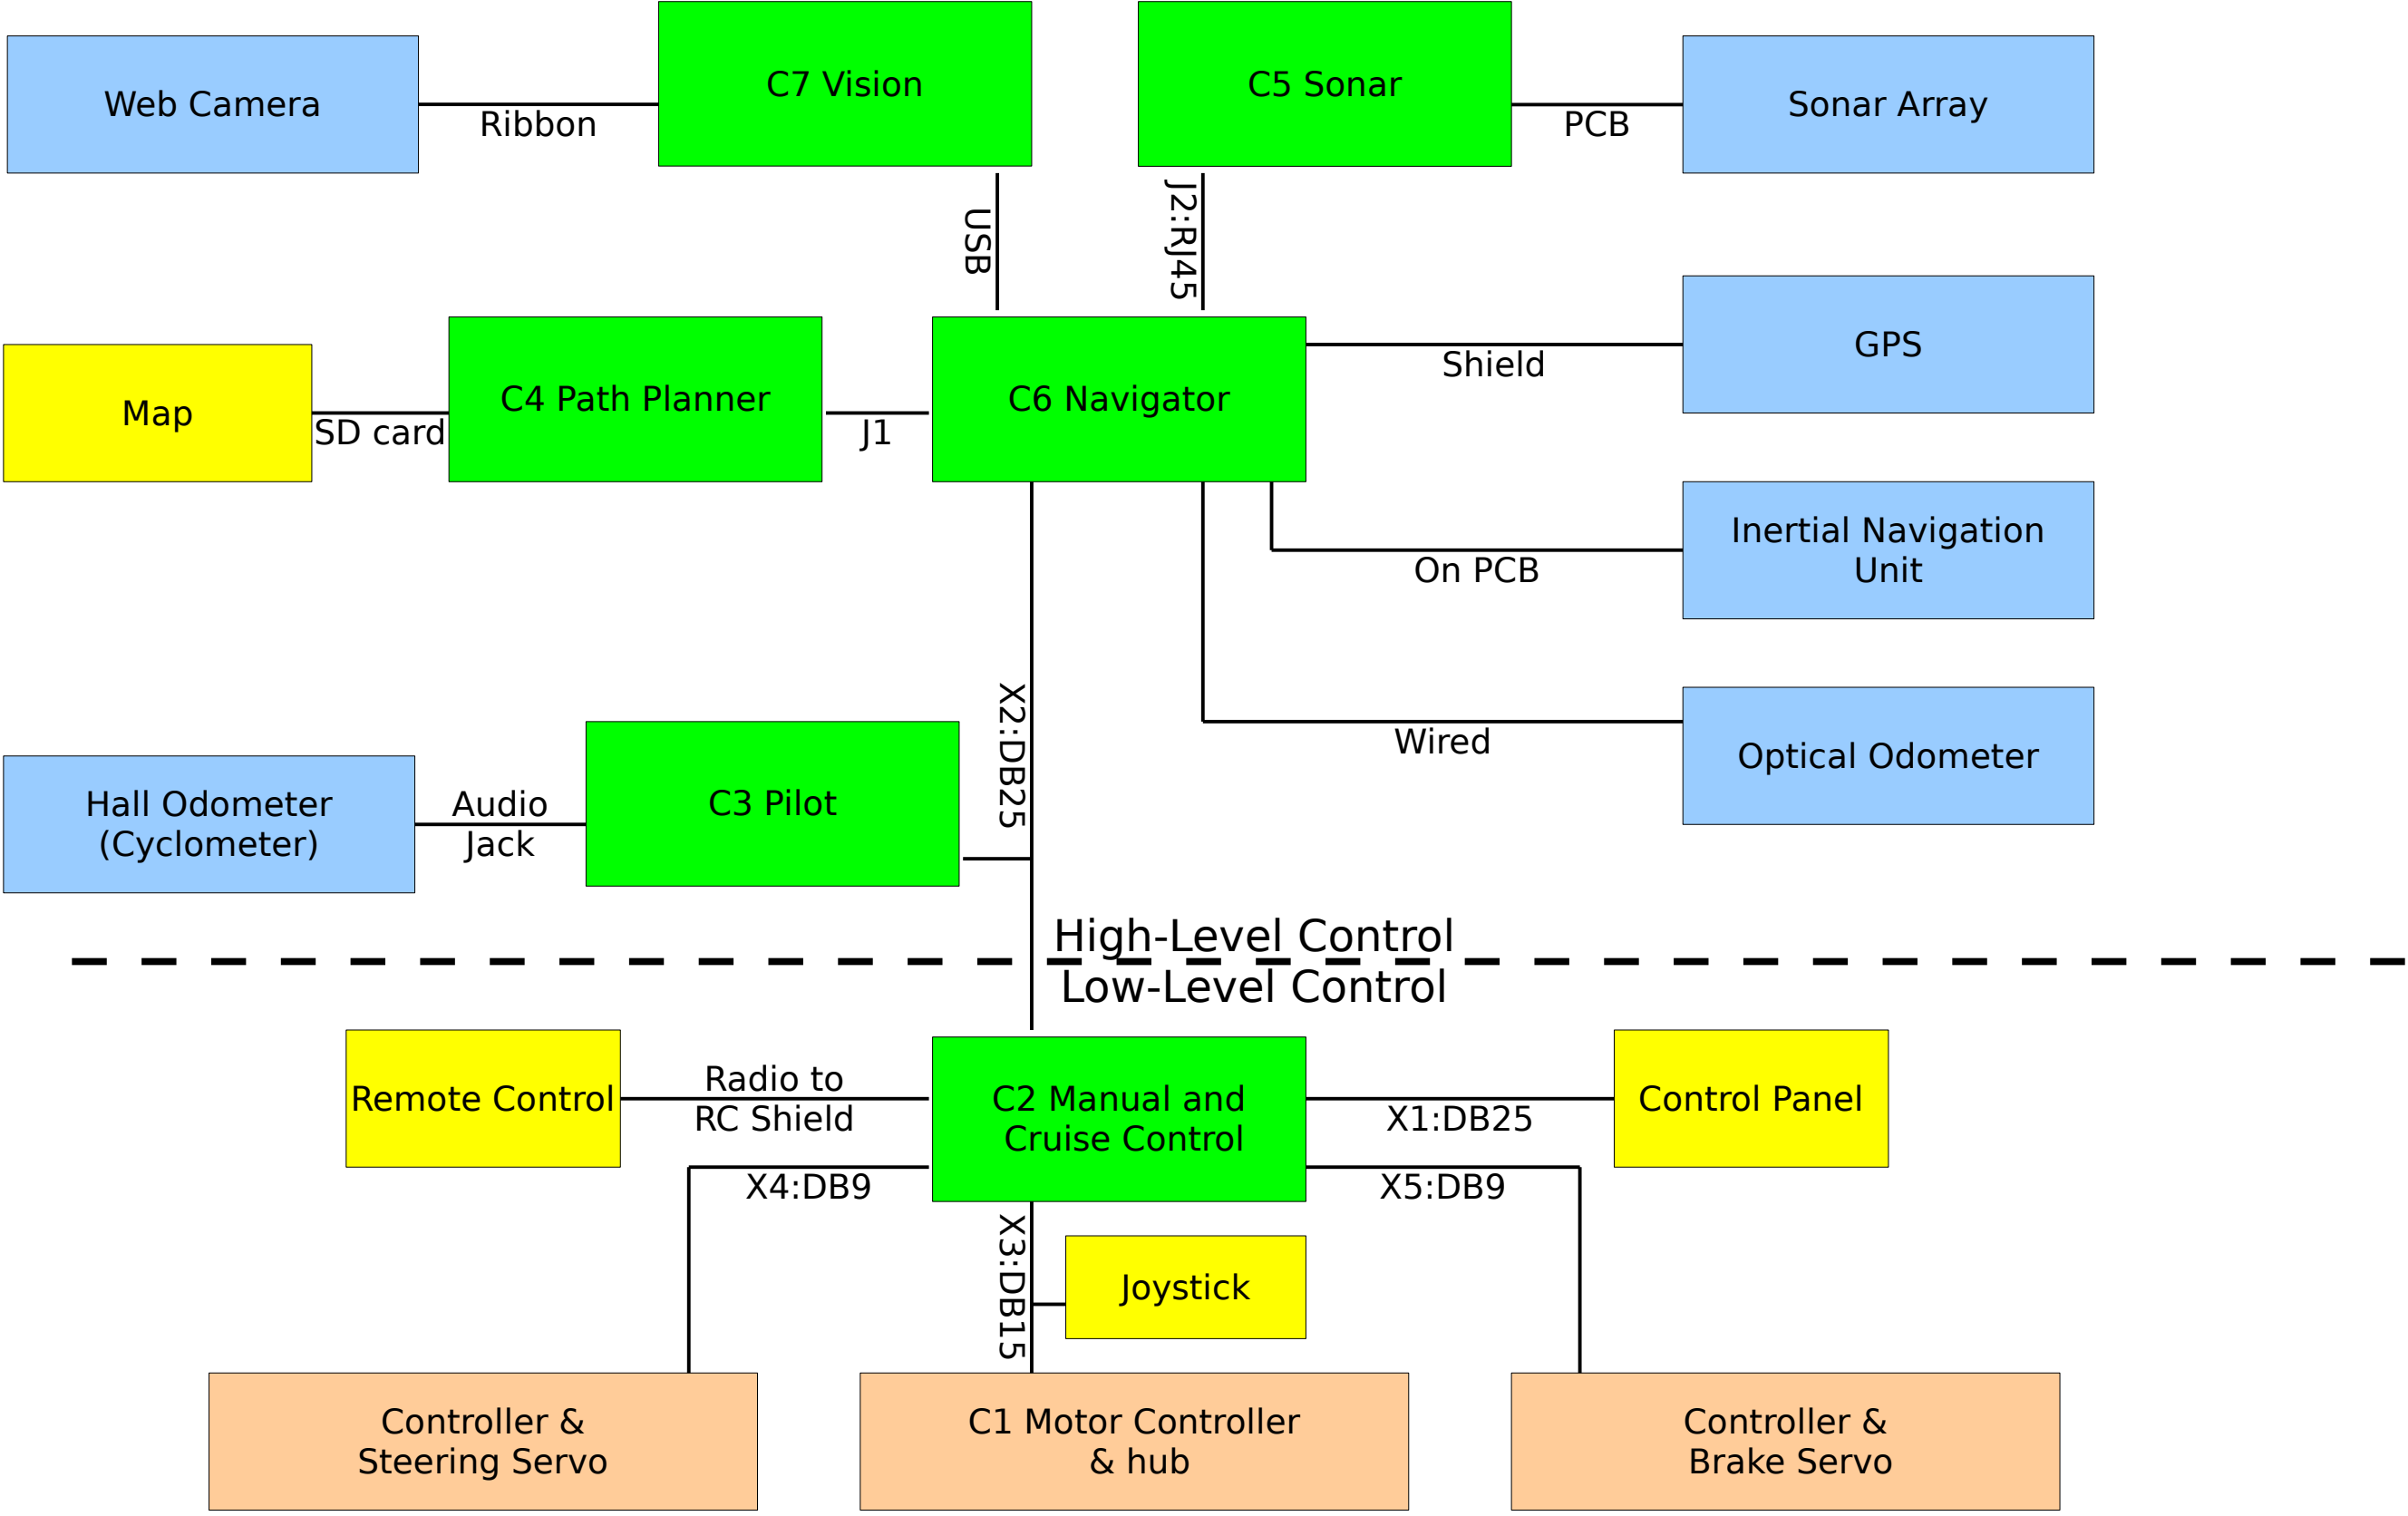 C7 Vision
C5 Sonar
Web Camera
Ribbon
PCB
Sonar Array
USB
J2:RJ45
GPS
Shield
Map
SD card
C4 Path Planner
J1
C6 Navigator
Inertial Navigation
Unit
On PCB
X2:DB25
Wired
Optical Odometer
Hall Odometer
(Cyclometer)
Audio
Jack
C3 Pilot
High-Level Control
Low-Level Control
Remote Control
Radio to
RC Shield
C2 Manual and
Cruise Control
X1:DB25
Control Panel
X4:DB9
X5:DB9
X3:DB15
Joystick
Controller &
Steering Servo
C1 Motor Controller
& hub
Controller &
Brake Servo